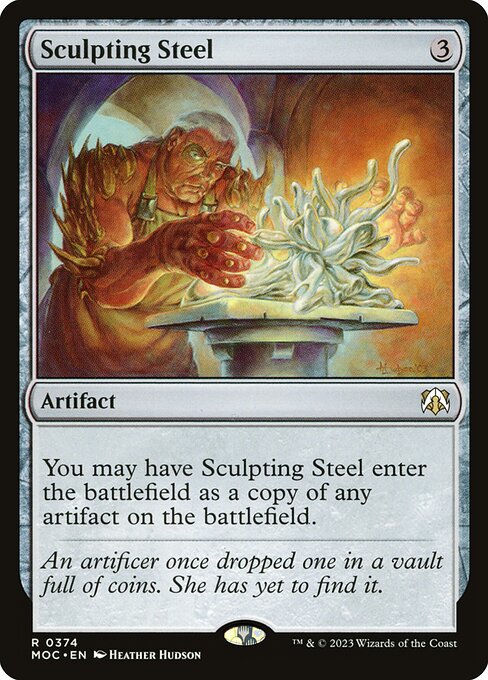 Sculpting Steel 3
Artifact
You may have Sculpting Steel enter
the battlefield as a copy of any
artifact on the battlefield.
An artificer once dropped one in a vault
full of coins. She has yet to find it.
R 0374
MOC • EN Heather Hudson
™ & © 2023 Wizards of the Coast